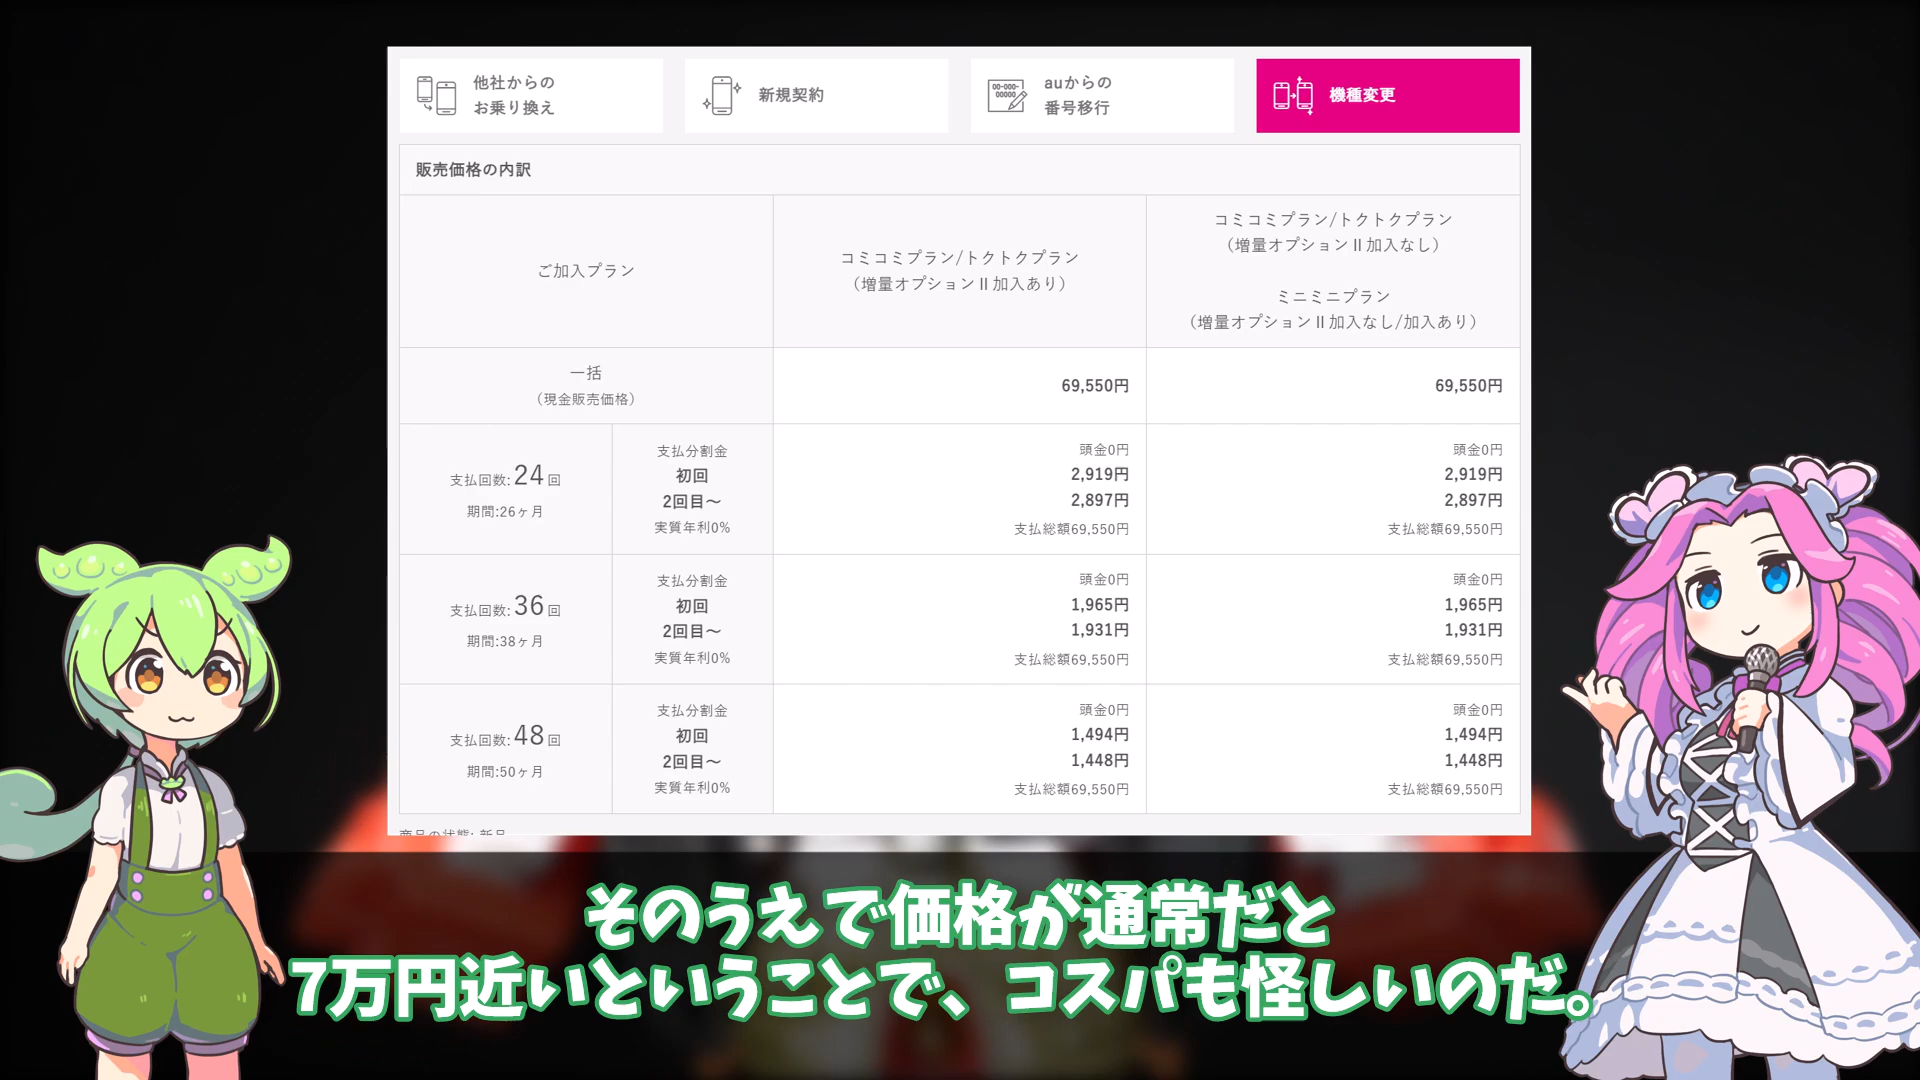 他社からの
お乗り換え
新規契約
00-000-
00000
auからの
番号移行
機種変更
販売価格の内訳
ご加入プラン
コミコミプラン/トクトクプラン
（増量オプションⅡ加入あり）
コミコミプラン/トクトクプラン
（増量オプションⅡ加入なし）
ミニミニプラン
（増量オプションⅡ加入なし/加入あり）
一括
（現金販売価格）
69,550円
69,550円
支払回数:24回
期間:26ヶ月
支払分割金
初回
2回目～
実質年利0%
頭金0円
2,919円
2,897円
支払総額69,550円
頭金0円
2,919円
2,897円
支払総額69,550円
支払回数:36回
期間:38ヶ月
支払分割金
初回
2回目～
実質年利0%
頭金0円
1,965円
1,931円
支払総額69,550円
頭金0円
1,965円
1,931円
支払総額69,550円
支払回数:48回
期間:50ヶ月
支払分割金
初回
2回目～
実質年利0%
頭金0円
1,494円
1,448円
支払総額69,550円
頭金0円
1,494円
1,448円
支払総額69,550円
商品の状態: 新品
そのうえで価格が通常だと
7万円近いということで、コスパも怪しいのだ。